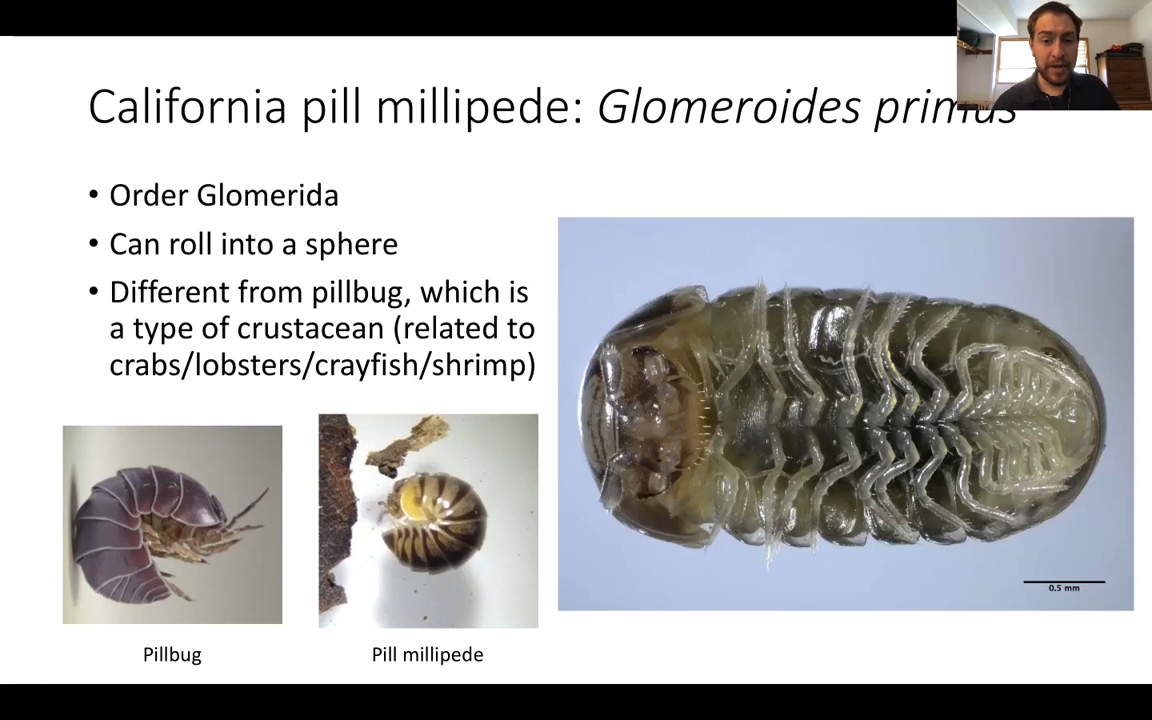 California pill millipede: Glomeroides primus
• Order Glomerida
• Can roll into a sphere
• Different from pillbug, which is
a type of crustacean (related to
crabs/lobsters/crayfish/shrimp)
0.5 mm
Pillbug
Pill millipede